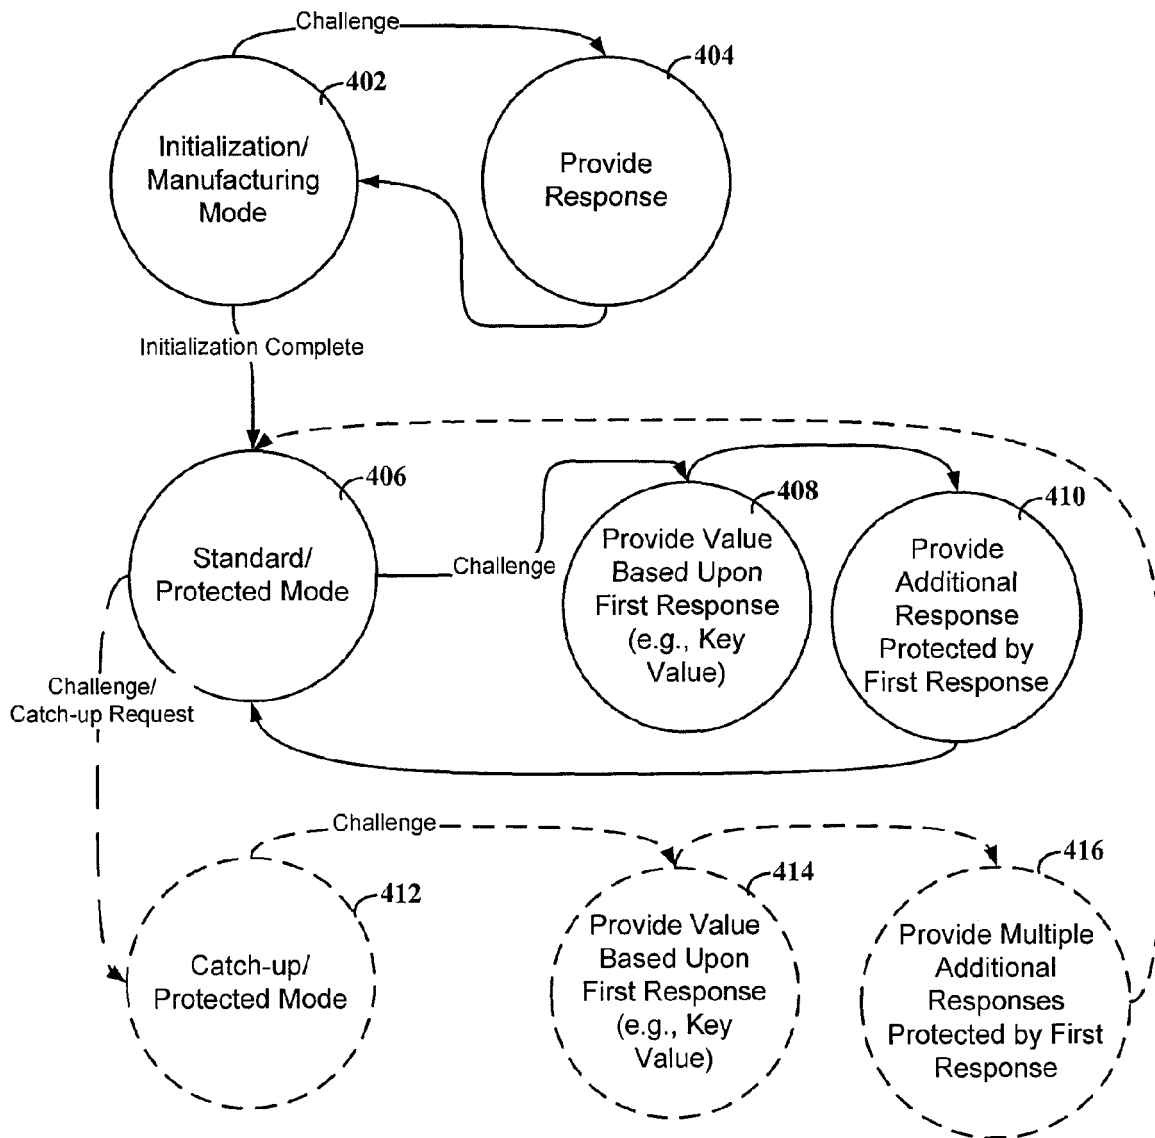 Challenge
402
404
Initialization/
Manufacturing
Mode
Provide
Response
Initialization Complete
406
408
410
Standard/
Protected Mode
Challenge
Provide Value
Based Upon
First Response
(e.g., Key
Value)
Provide
Additional
Response
Protected by
First Response
Challenge/
Catch-up Request
Challenge
412
414
416
Catch-up/
Protected Mode
Provide Value
Based Upon
First Response
(e.g., Key
Value)
Provide Multiple
Additional
Responses
Protected by First
Response